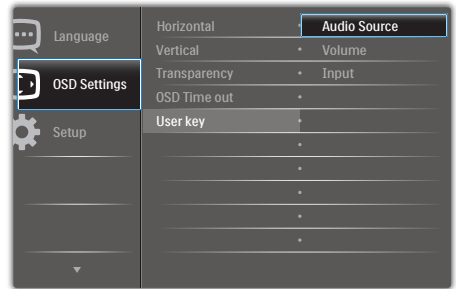 Language
OSD Settings
Setup
Horizontal
Vertical
Transparency
OSD Time out
User key
Audio Source
Volume
Input